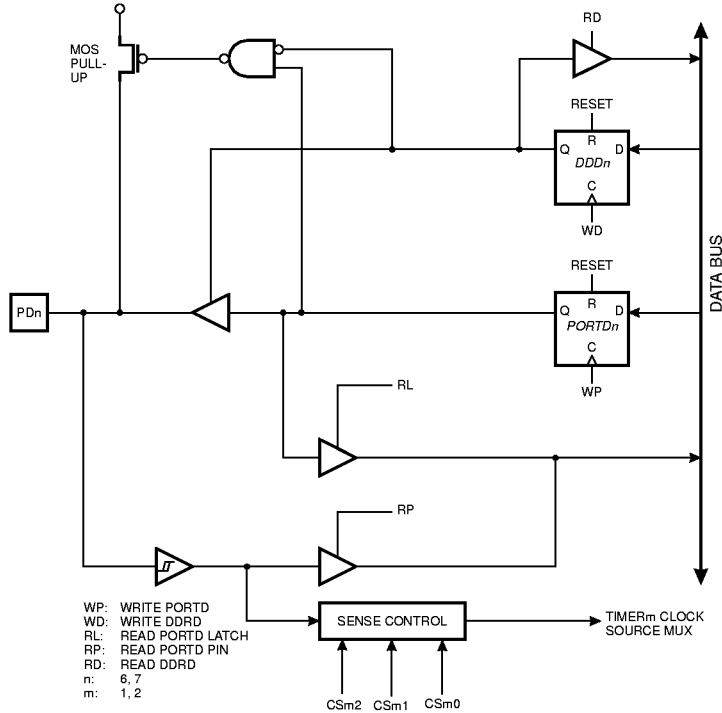 RD
MOS
PULL-
UP
RESET
R
Q
D
DDDn
C
WD
DATA BUS
RESET
PDn
Q
R
D
PORTDn
C
WP
RL
RP
WP: WRITE PORTD
WD: WRITE DDRD
RL: READ PORTD LATCH
RP: READ PORTD PIN
RD: READ DDRD
n: 6, 7
m: 1, 2
SENSE CONTROL
TIMERm CLOCK
SOURCE MUX
CSm2
CSm1
CSm0